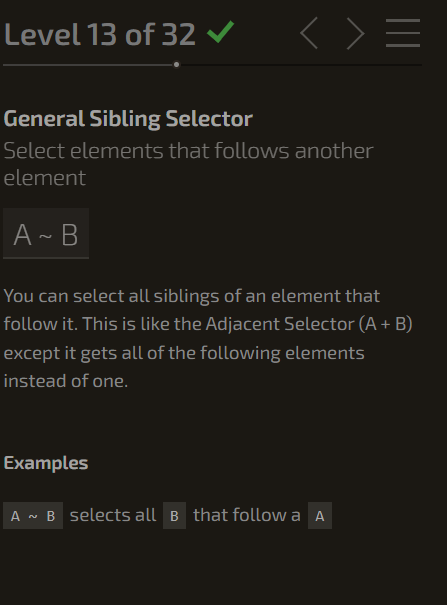 Level 13 of 32
General Sibling Selector
Select elements that follows another
element
A ~ B
You can select all siblings of an element that
follow it. This is like the Adjacent Selector (A + B)
except it gets all of the following elements
instead of one.
Examples
A ~ B selects all B that follow a A